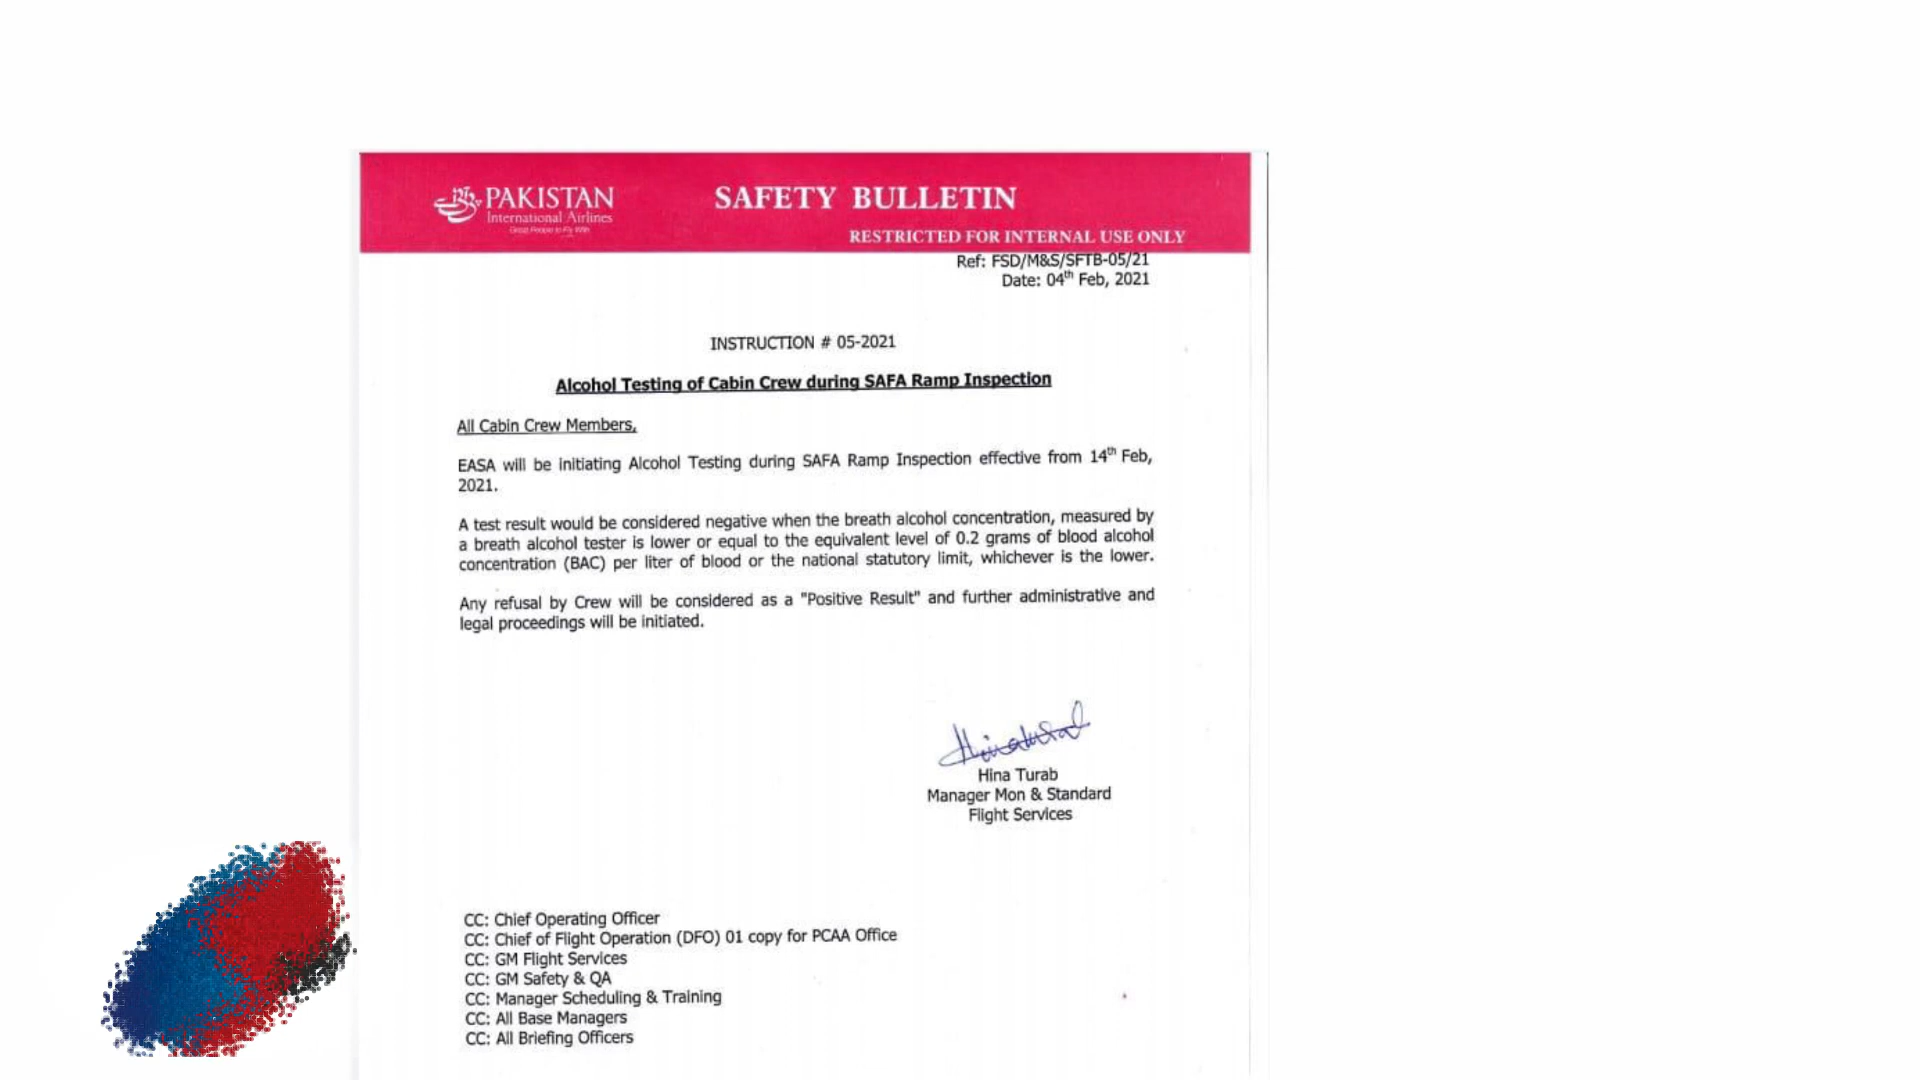 PIA PAKISTAN
International Airlines
Great People to Fly With
SAFETY BULLETIN
RESTRICTED FOR INTERNAL USE ONLY
Ref: FSD/M&S/SFTB-05/21
Date: 04th Feb, 2021
INSTRUCTION # 05-2021
Alcohol Testing of Cabin Crew during SAFA Ramp Inspection
All Cabin Crew Members,
EASA will be initiating Alcohol Testing during SAFA Ramp Inspection effective from 14th Feb,
2021.
A test result would be considered negative when the breath alcohol concentration, measured by
a breath alcohol tester is lower or equal to the equivalent level of 0.2 grams of blood alcohol
concentration (BAC) per liter of blood or the national statutory limit, whichever is the lower.
Any refusal by Crew will be considered as a "Positive Result" and further administrative and
legal proceedings will be initiated.
Hina Turab
Manager Mon & Standard
Flight Services
CC: Chief Operating Officer
CC: Chief of Flight Operation (DFO) 01 copy for PCAA Office
CC: GM Flight Services
CC: GM Safety & QA
CC: Manager Scheduling & Training
CC: All Base Managers
CC: All Briefing Officers